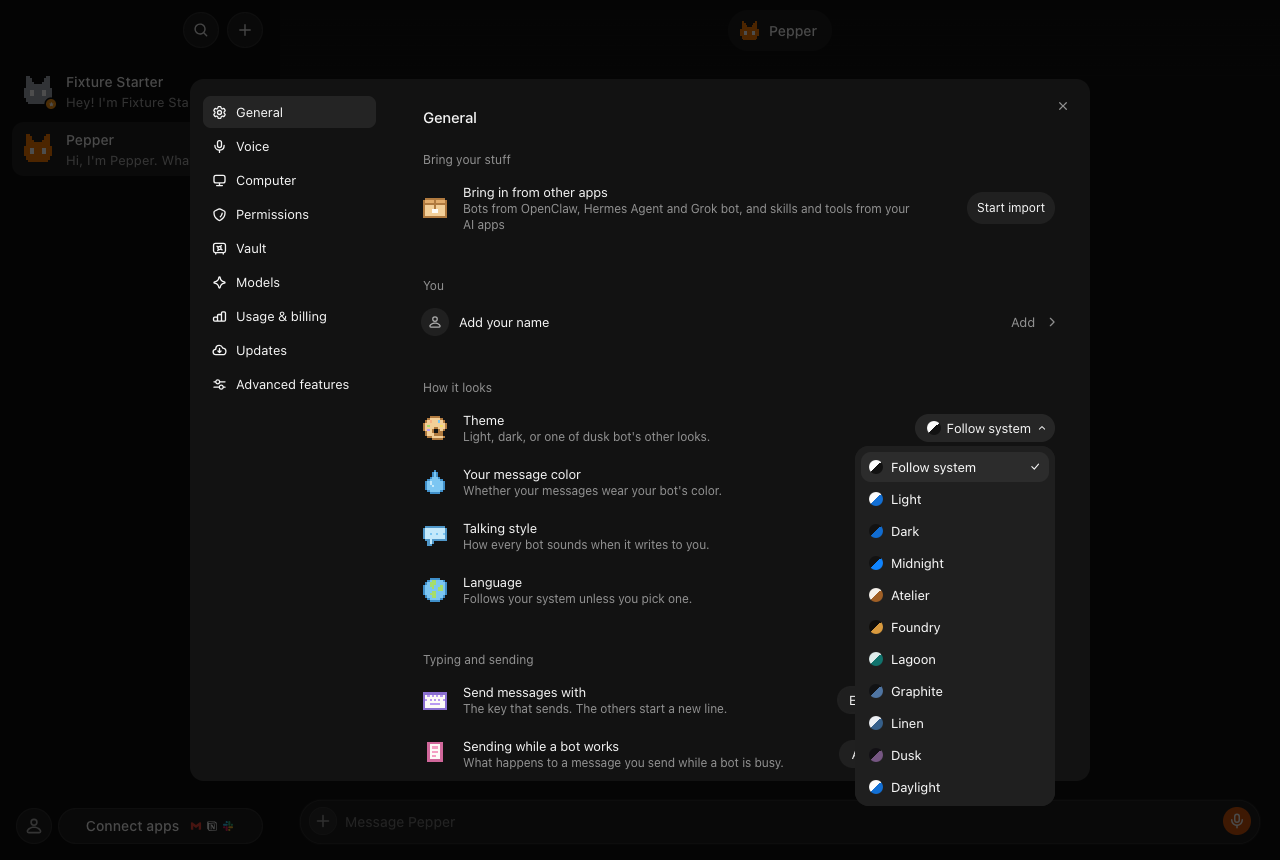 Pepper
Fixture Starter
Hey! I'm Fixture Sta
Pepper
Hi, I'm Pepper. Wha
General
Voice
Computer
Permissions
Vault
Models
Usage & billing
Updates
Advanced features
General
Bring your stuff
Bring in from other apps
Bots from OpenClaw, Hermes Agent and Grok bot, and skills and tools from your
AI apps
Start import
You
Add your name
Add
How it looks
Theme
Light, dark, or one of dusk bot's other looks.
Follow system
Your message color
Whether your messages wear your bot's color.
Talking style
How every bot sounds when it writes to you.
Language
Follows your system unless you pick one.
Typing and sending
Send messages with
The key that sends. The others start a new line.
E
Sending while a bot works
What happens to a message you send while a bot is busy.
Follow system
Light
Dark
Midnight
Atelier
Foundry
Lagoon
Graphite
Linen
Dusk
Daylight
Connect apps
Message Pepper